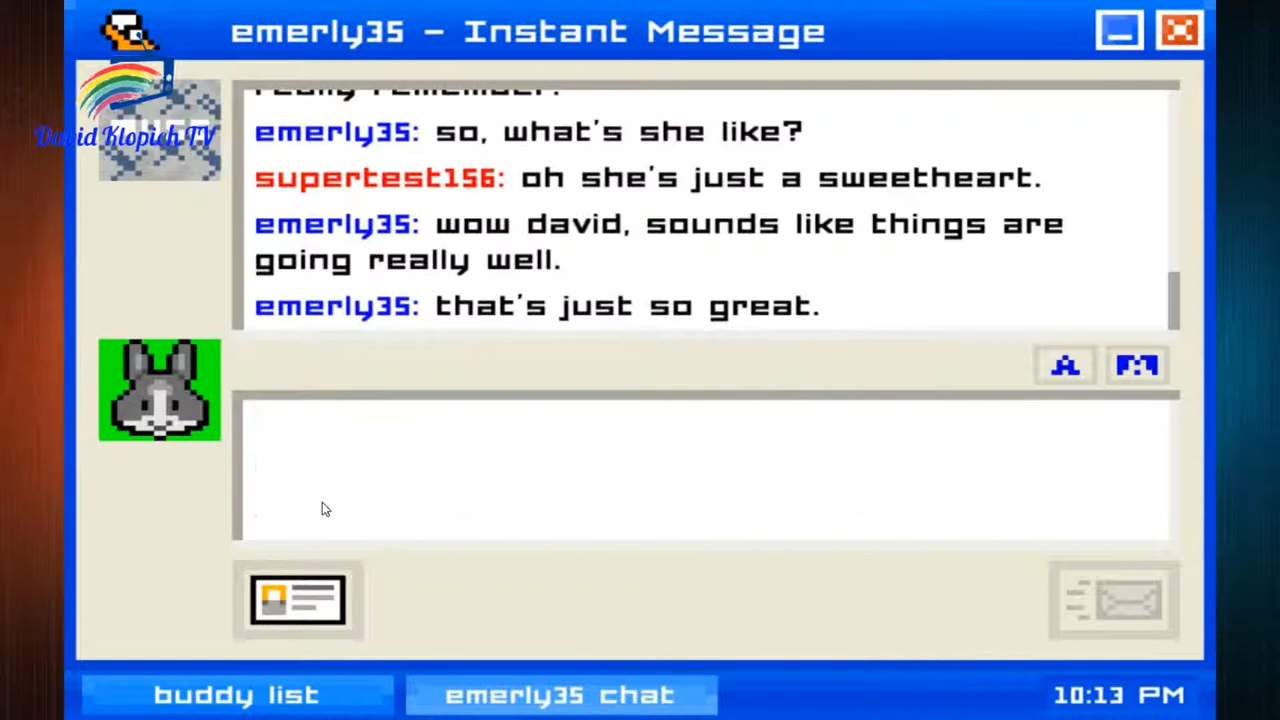 emerly35 – Instant Message
David Klopich TV
really remember.
emerly35: so, what's she like?
supertest156: oh she's just a sweetheart.
emerly35: wow david, sounds like things are
going really well.
emerly35: that's just so great.
A
buddy list
emerly35 chat
10:13 PM